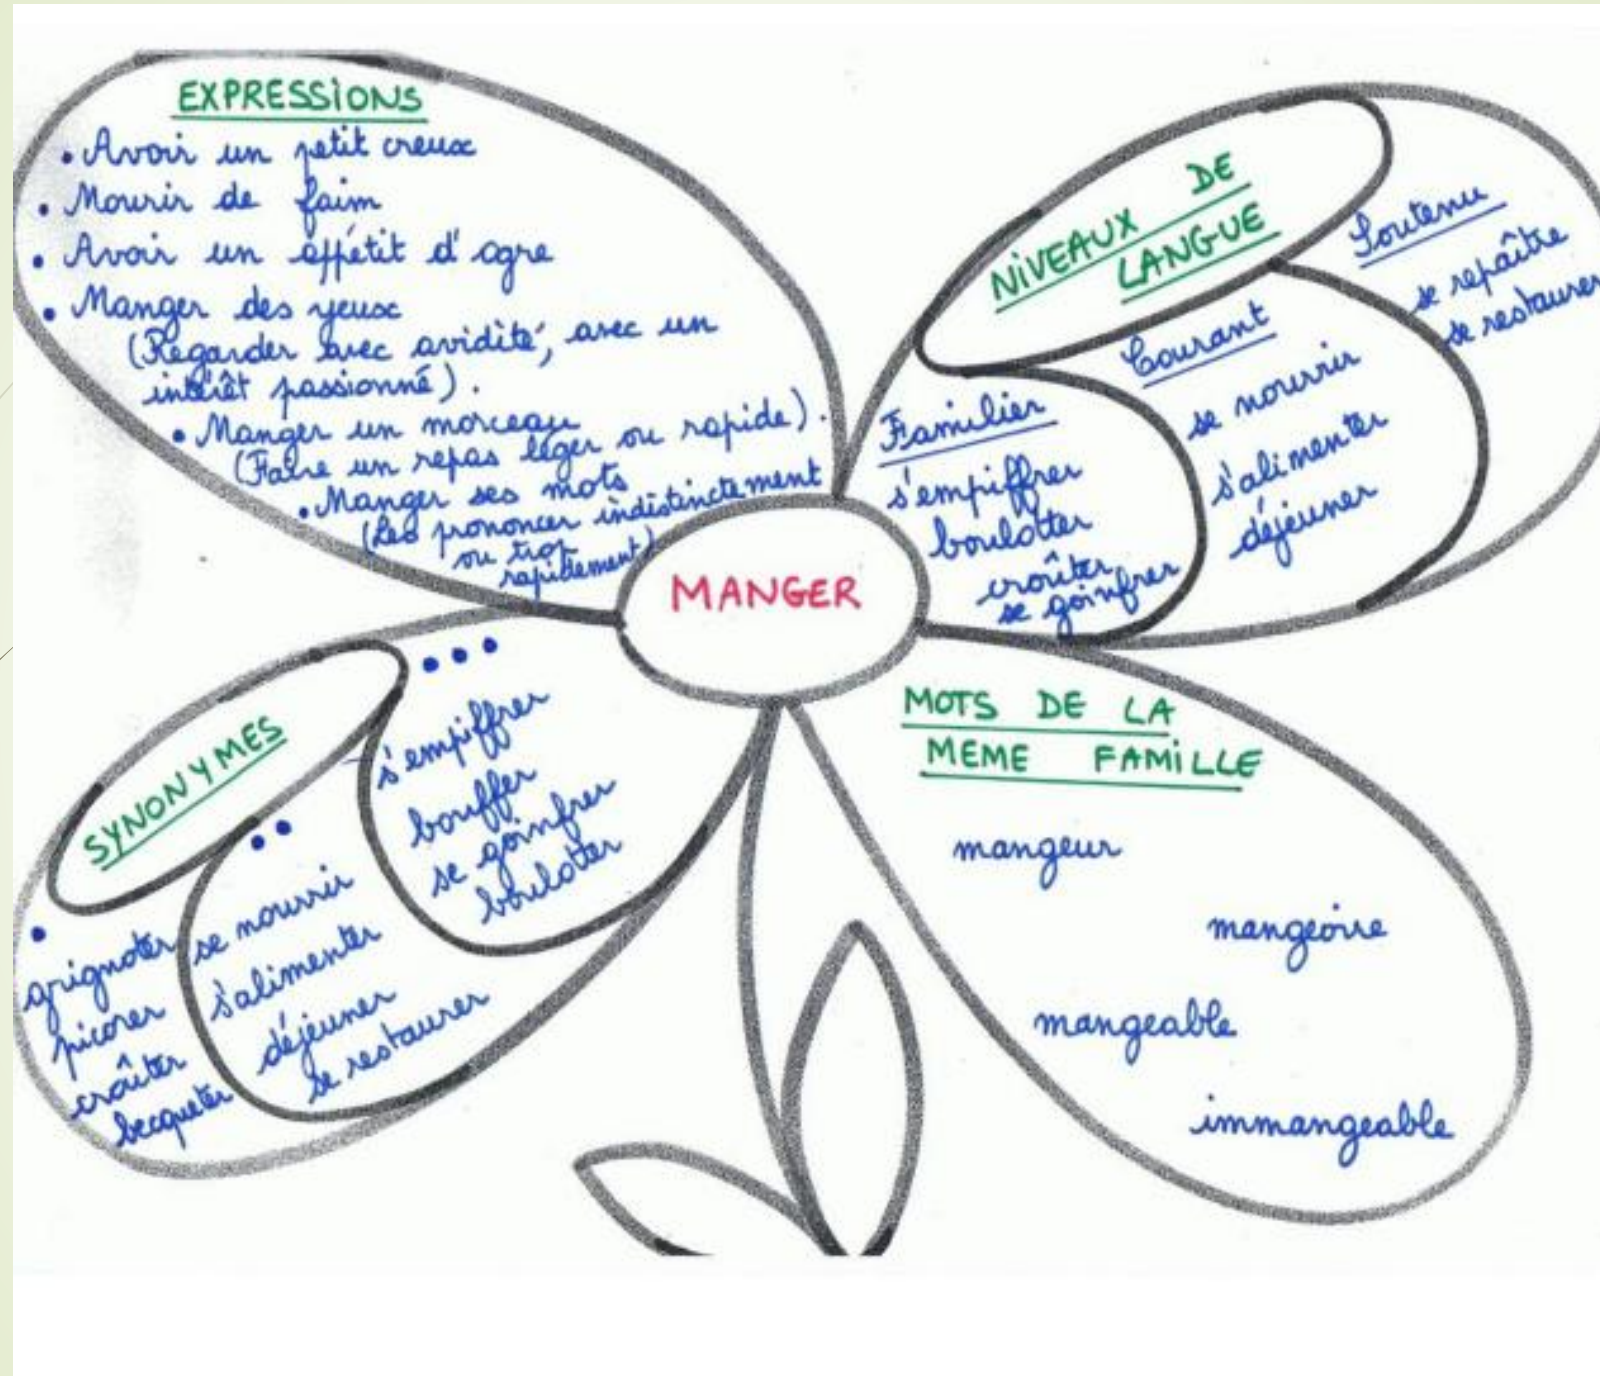 EXPRESSIONS
• Avoir un petit creux
• Mourir de faim
• Avoir un appétit d'ogre
• Manger des yeux
(Regarder avec avidité, avec un
intérêt passionné).
• Manger un morceau
(Faire un repas léger ou rapide).
• Manger ses mots
(Les prononcer indistinctement
ou trop
rapidement)
NIVEAUX DE
LANGUE
Familier
s'empiffrer
boulotter
croûter
se goinfrer
Courant
se nourrir
s'alimenter
déjeuner
Soutenu
se repaître
se restaurer
MANGER
SYNONYMES
•
grignoter
picorer
croûter
becqueter
••
se nourrir
s'alimenter
déjeuner
se restaurer
•••
s'empiffrer
bouffer
se goinfrer
boulotter
MOTS DE LA
MEME FAMILLE
mangeur
mangeoire
mangeable
immangeable